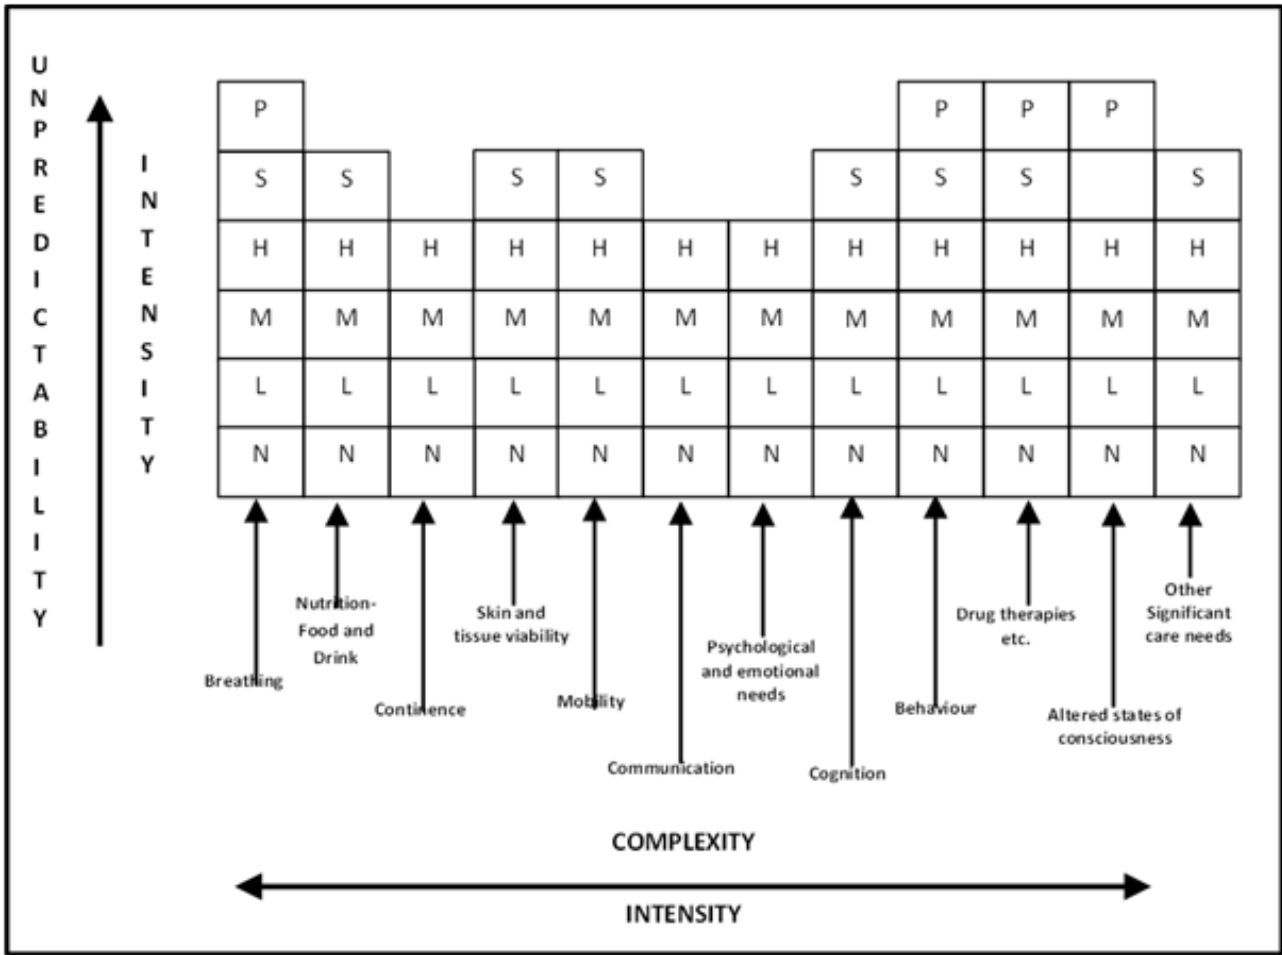 UNPREDICTABILITY
INTENSITY
P P P P
S S S S S S S S
H H H H H H H H H H H H
M M M M M M M M M M M M
L L L L L L L L L L L L
N N N N N N N N N N N N
Breathing
Nutrition-
Food and
Drink
Continence
Skin and
tissue viability
Mobility
Communication
Psychological
and emotional
needs
Cognition
Behaviour
Drug therapies
etc.
Altered states of
consciousness
Other
Significant
care needs
COMPLEXITY
INTENSITY